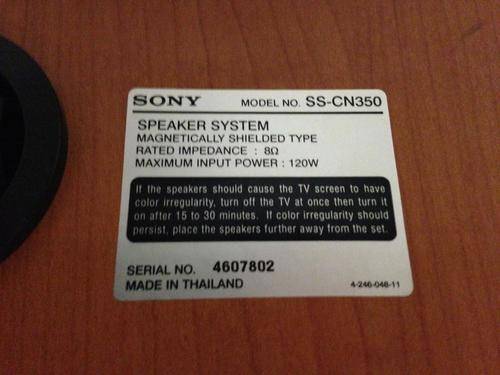 SONY MODEL NO. SS-CN350
SPEAKER SYSTEM
MAGNETICALLY SHIELDED TYPE
RATED IMPEDANCE : 8Ω
MAXIMUM INPUT POWER : 120W
If the speakers should cause the TV screen to have
color irregularity, turn off the TV at once then turn it
on after 15 to 30 minutes. If color irregularity should
persist, place the speakers further away from the set.
SERIAL NO. 4607802
MADE IN THAILAND 4-246-046-11